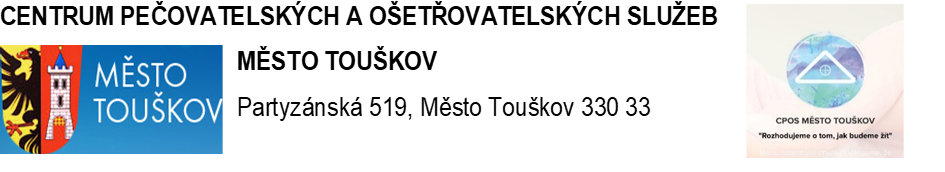 CENTRUM PEČOVATELSKÝCH A OŠETŘOVATELSKÝCH SLUŽEB
MĚSTO TOUŠKOV
Partyzánská 519, Město Touškov 330 33
MĚSTO
TOUŠKOV
CPOS MĚSTO TOUŠKOV
"Rozhodujeme o tom, jak budeme žít"